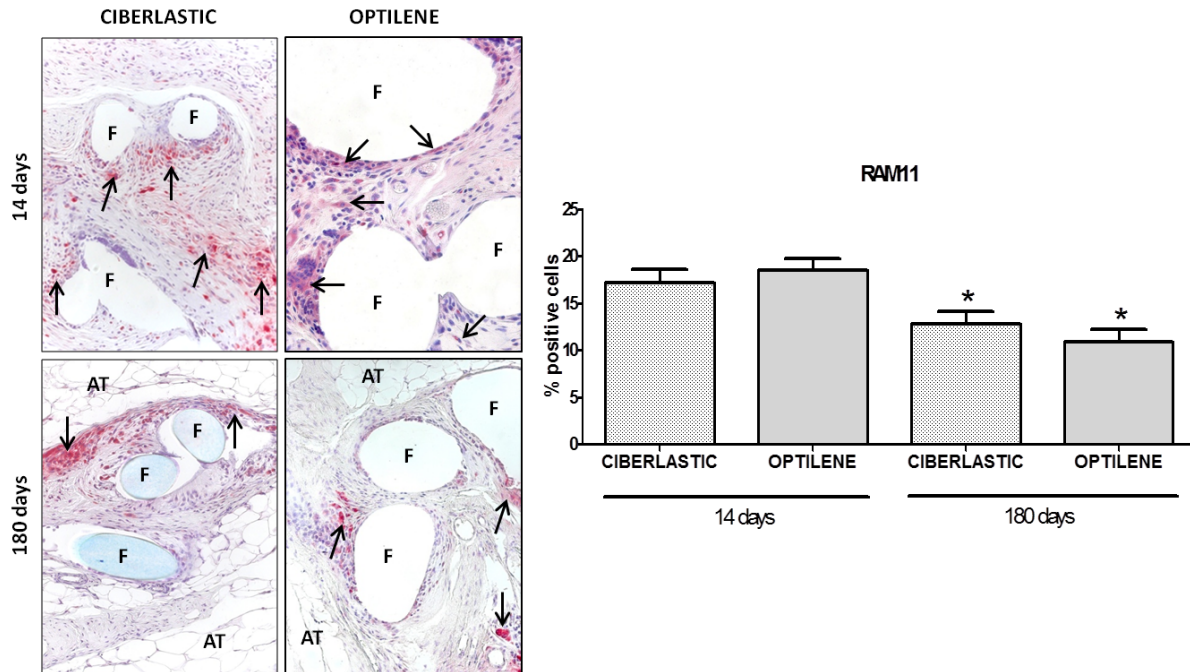 CIBERLASTIC OPTILENE
14 days
F F
F
F
F
F
180 days
AT
F
F
F
AT
AT
F
F
F
AT
RAM11
% positive cells
25
20
15
10
5
0
* *
CIBERLASTIC OPTILENE CIBERLASTIC OPTILENE
14 days 180 days